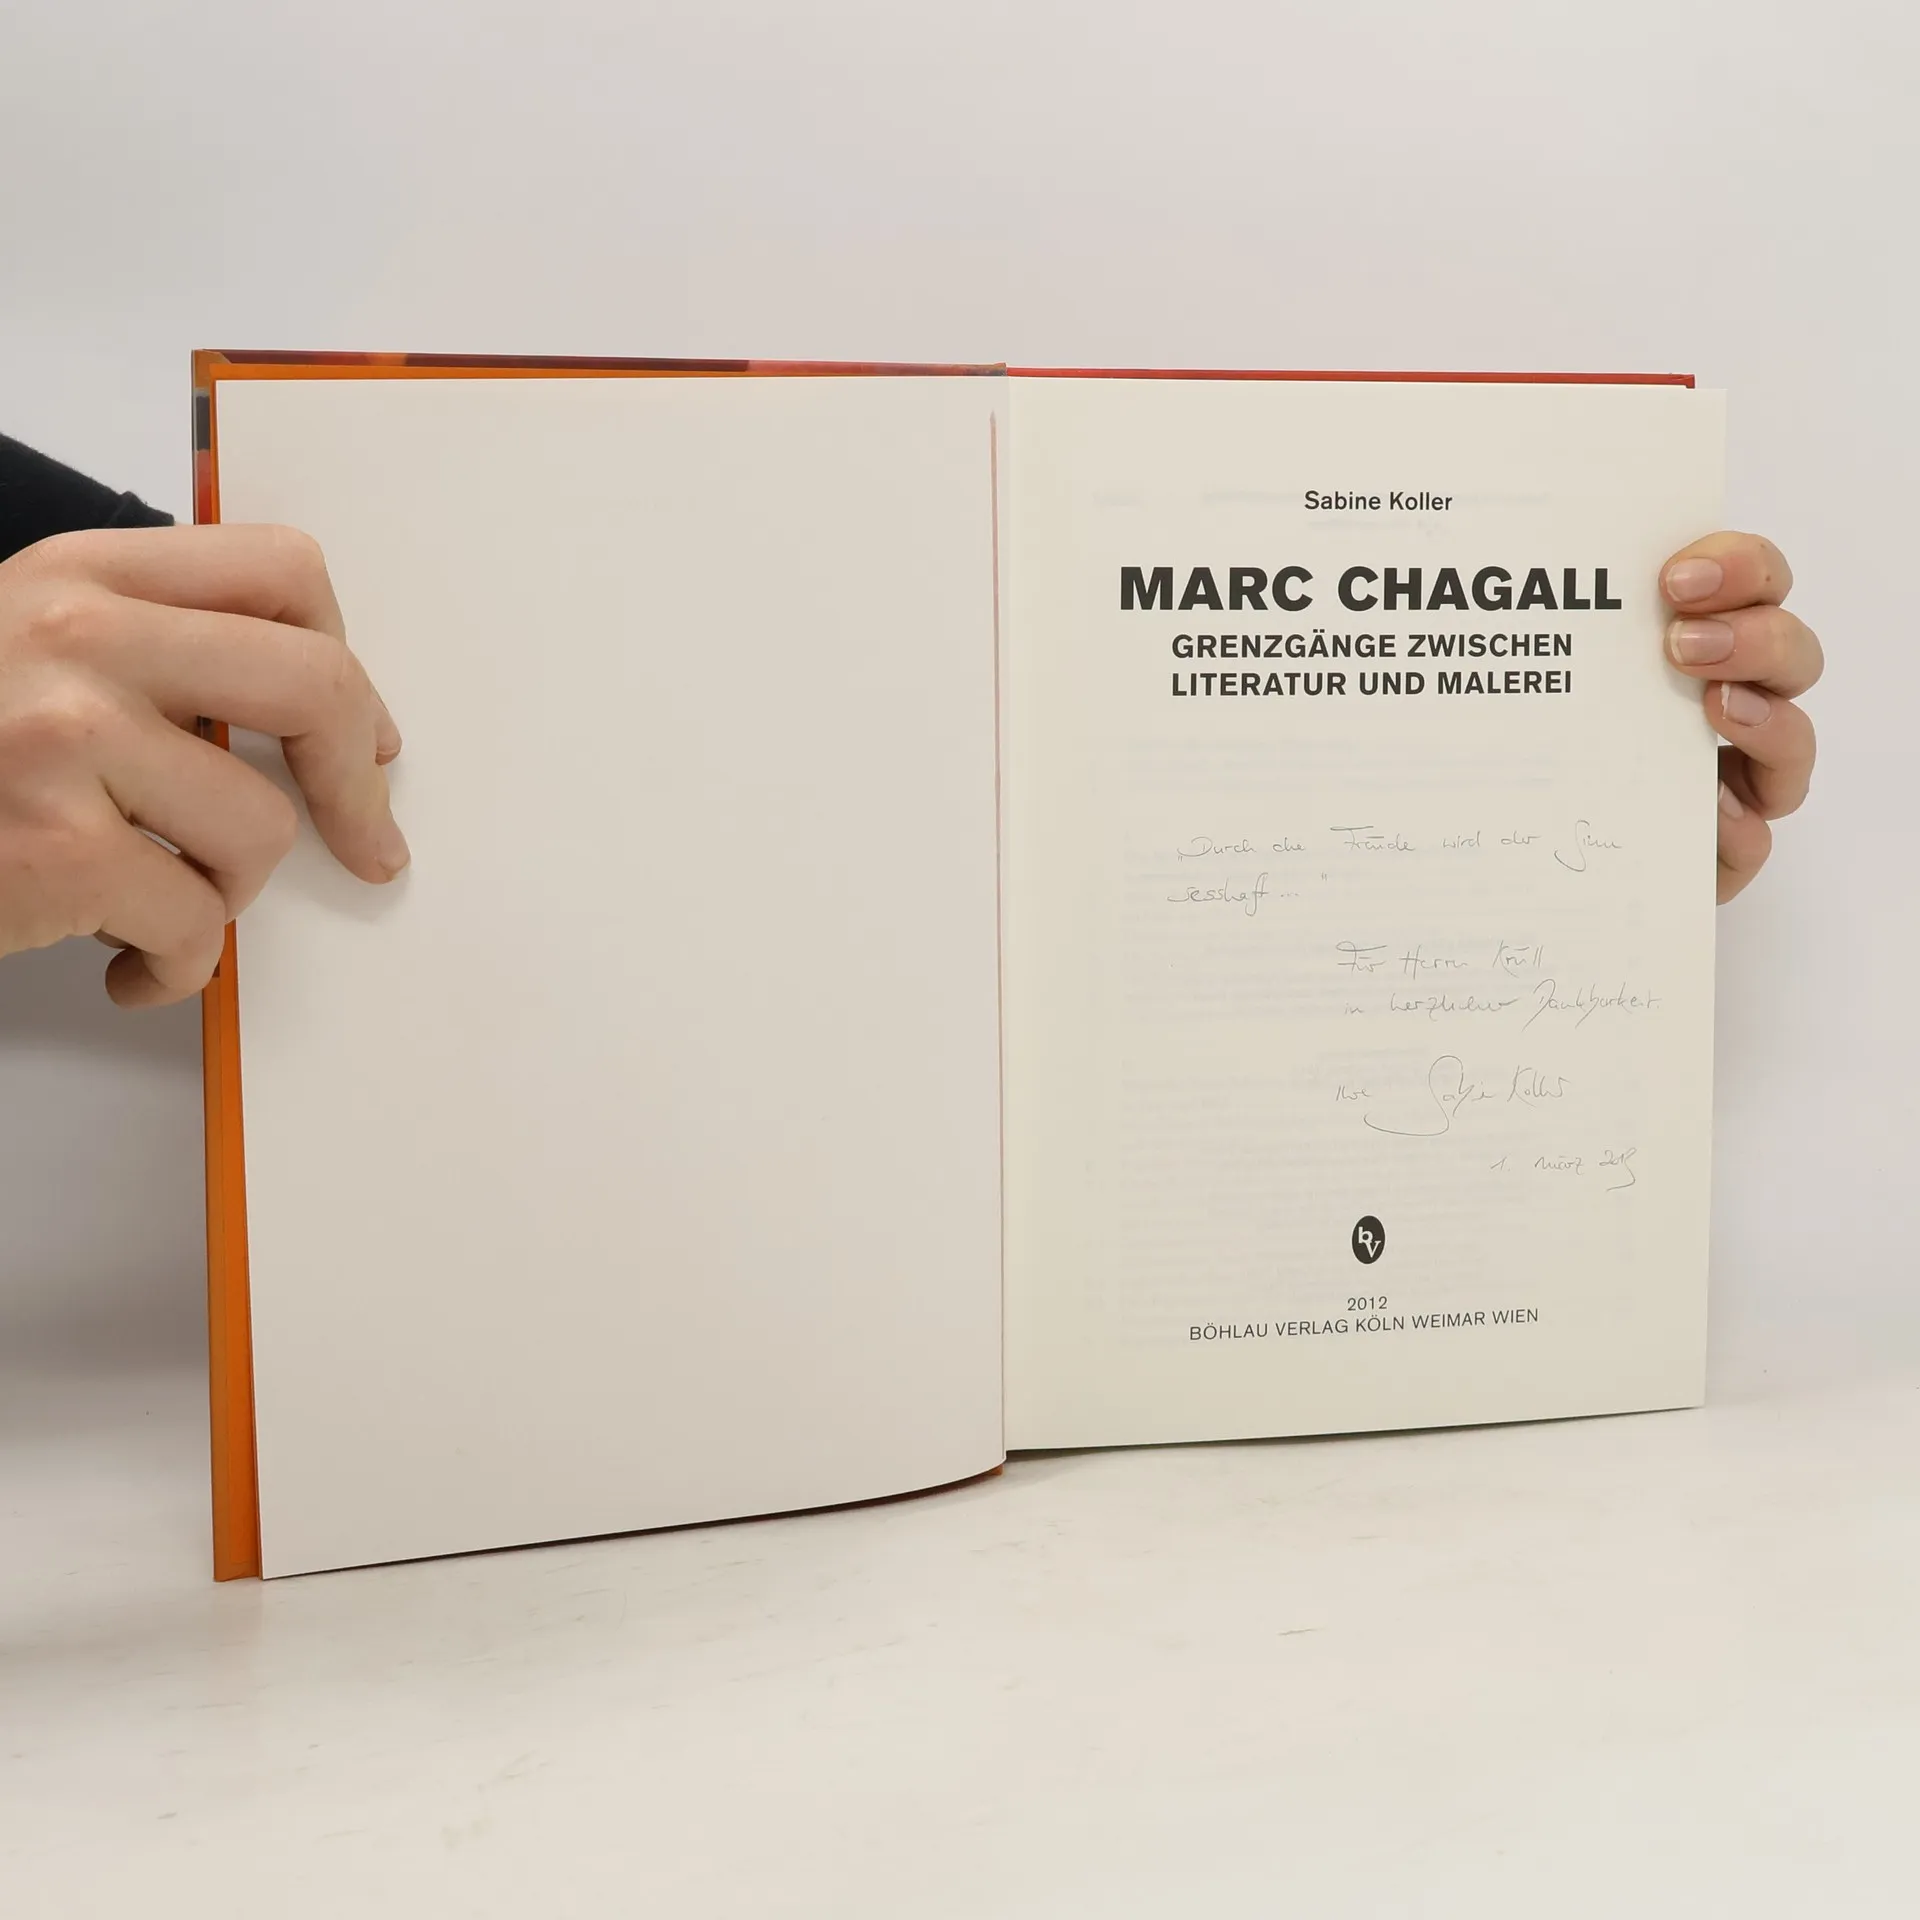 Sabine Koller
MARC CHAGALL
GRENZGÄNGE ZWISCHEN
LITERATUR UND MALEREI
„Durch die Freude wird der Sinn
sesshaft ... "
Für Herrn Krüll
in herzlicher Dankbarkeit.
Ihre Sabine Koller
1. März
bV
2012
BÖHLAU VERLAG KÖLN WEIMAR WIEN